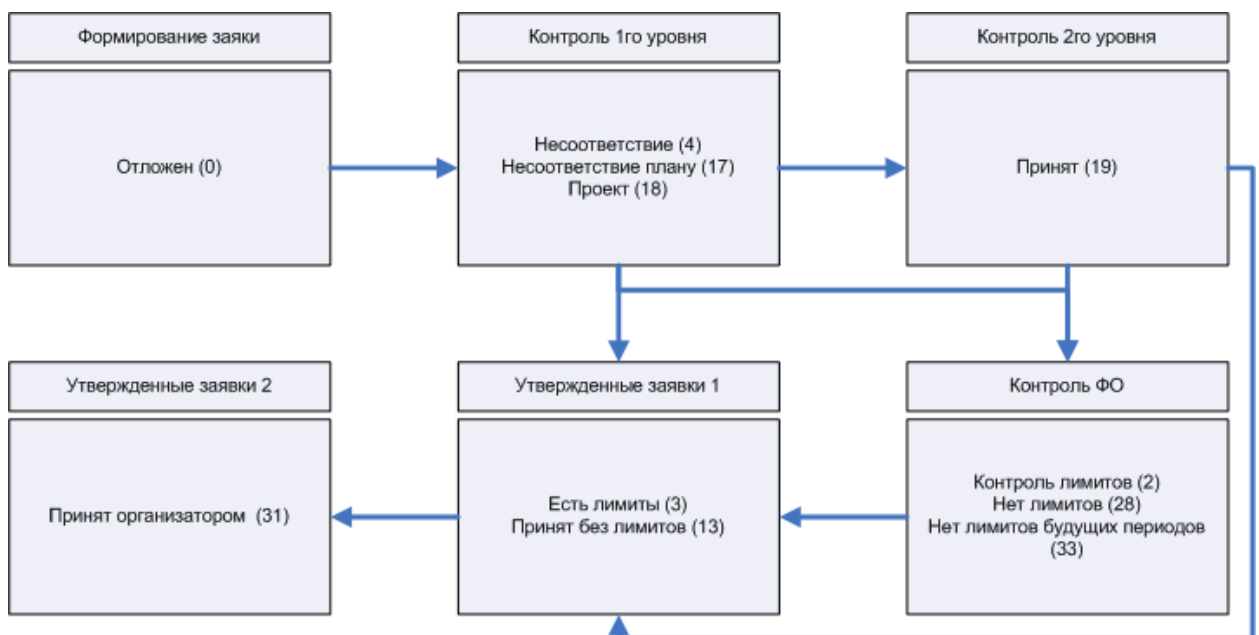 Формирование заяки
Контроль 1го уровня
Контроль 2го уровня
Отложен (0)
Несоответствие (4)
Несоответствие плану (17)
Проект (18)
Принят (19)
Утвержденные заявки 2
Утвержденные заявки 1
Контроль ФО
Принят организатором  (31)
Есть лимиты (3)
Принят без лимитов (13)
Контроль лимитов (2)
Нет лимитов (28)
Нет лимитов будущих периодов
(33)